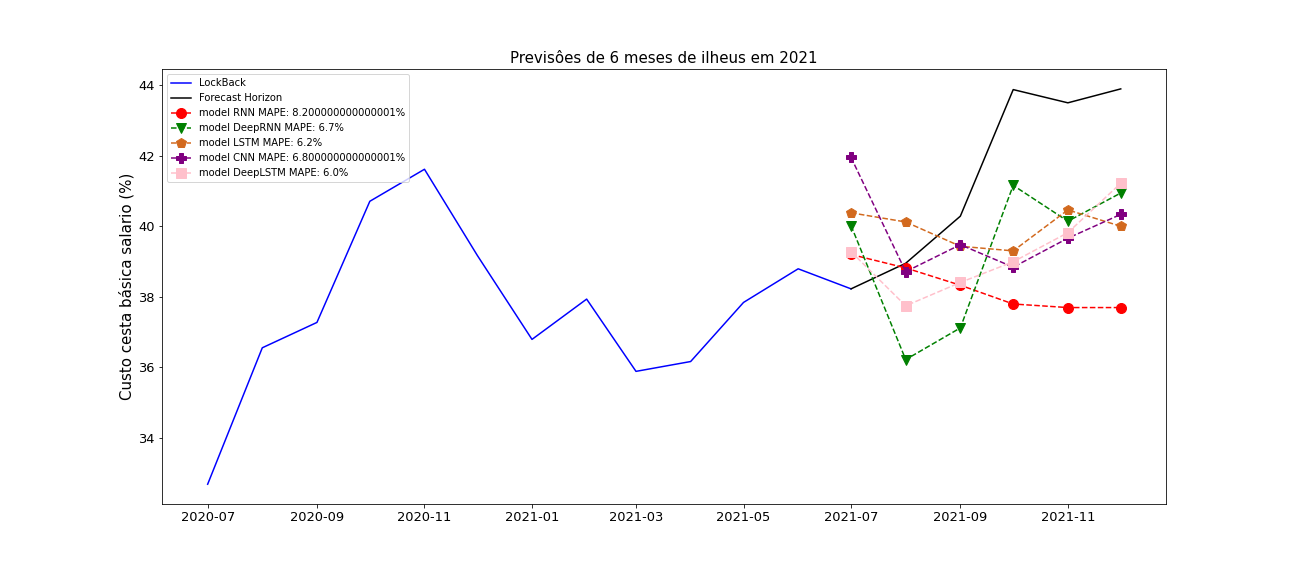 Previsões de 6 meses de ilheus em 2021
LockBack
Forecast Horizon
model RNN MAPE: 8.200000000000001%
model DeepRNN MAPE: 6.7%
model LSTM MAPE: 6.2%
model CNN MAPE: 6.800000000000001%
model DeepLSTM MAPE: 6.0%
Custo cesta básica salario (%)
44
42
40
38
36
34
2020-07 2020-09 2020-11 2021-01 2021-03 2021-05 2021-07 2021-09 2021-11